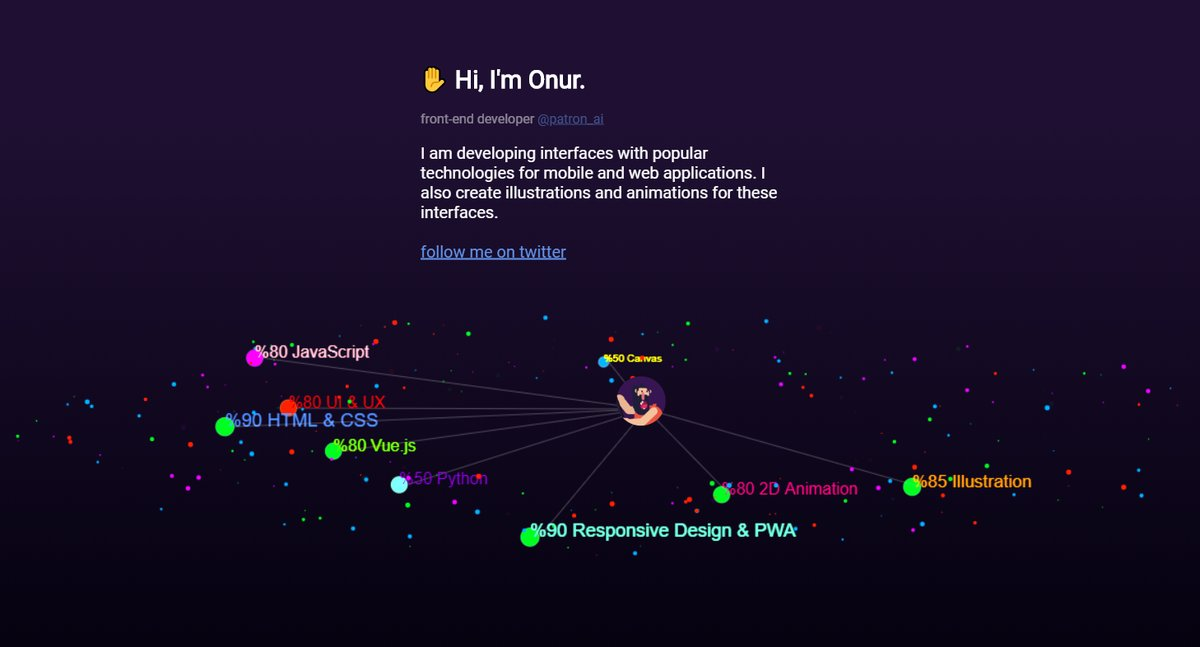 ✋ Hi, I'm Onur.
front-end developer @patron_ai
I am developing interfaces with popular
technologies for mobile and web applications. I
also create illustrations and animations for these
interfaces.
follow me on twitter
%80 JavaScript
%50 Canvas
%80 UI & UX
%90 HTML & CSS
%80 Vue.js
%50 Python
%80 2D Animation
%85 Illustration
%90 Responsive Design & PWA